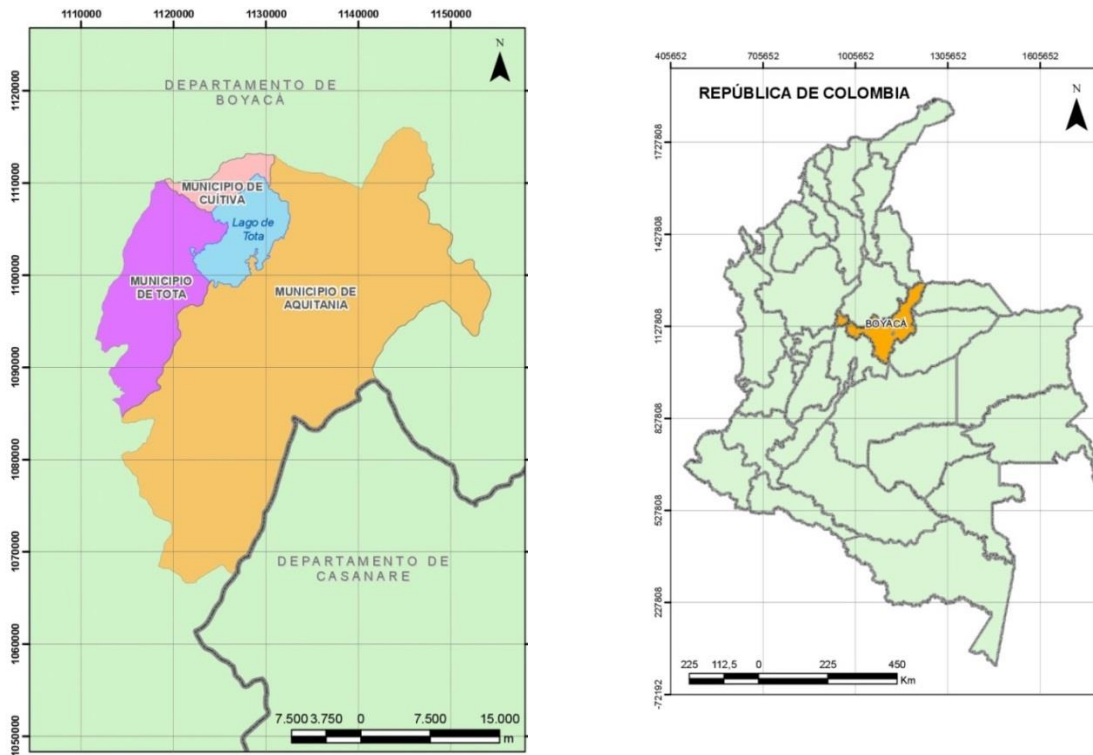 1110000 1120000 1130000 1140000 1150000
N
DEPARTAMENTO DE
BOYACÁ
1120000
1110000
1100000
1090000
1080000
1070000
1060000
1050000
MUNICIPIO DE
CUÍTIVA
Lago de
Tota
MUNICIPIO
DE TOTA
MUNICIPIO DE
AQUITANIA
DEPARTAMENTO DE
CASANARE
7.500 3.750 0 7.500 15.000
m
405652 705652 1005652 1305652 1605652
REPÚBLICA DE COLOMBIA
N
1727808
1427808
1127808
827808
527808
227808
-72192
BOYACÁ
225 112,5 0 225 450
Km